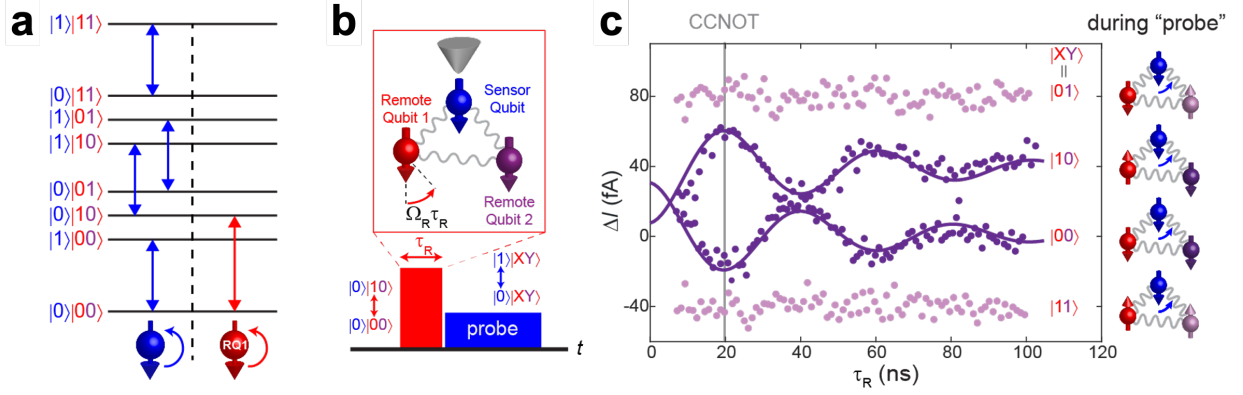 a
|1⟩|11⟩
|0⟩|11⟩
|1⟩|01⟩
|1⟩|10⟩
|0⟩|01⟩
|0⟩|10⟩
|1⟩|00⟩
|0⟩|00⟩
RQ1
b
Remote
Qubit 1
Sensor
Qubit
Remote
Qubit 2
Ω_R τ_R
τ_R
|0⟩|10⟩
|0⟩|00⟩
|1⟩|XY⟩
|0⟩|XY⟩
probe
t
c
CCNOT
during “probe”
|XY⟩
=
|01⟩
|10⟩
|00⟩
|11⟩
ΔI (fA)
80
40
0
−40
0 20 40 60 80 100 120
τ_R (ns)